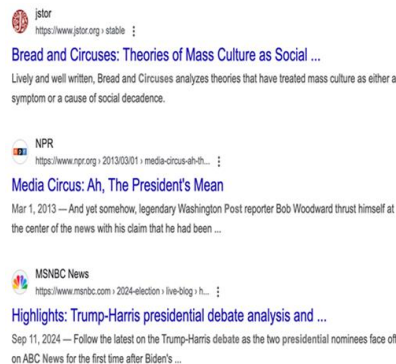 jstor
https://www.jstor.org › stable
Bread and Circuses: Theories of Mass Culture as Social ...
Lively and well written, Bread and Circuses analyzes theories that have treated mass culture as either a
symptom or a cause of social decadence.
npr
NPR
https://www.npr.org › 2013/03/01 › media-circus-ah-th...
Media Circus: Ah, The President's Mean
Mar 1, 2013 — And yet somehow, legendary Washington Post reporter Bob Woodward thrust himself at
the center of the news with his claim that he had been ...
MSNBC News
https://www.msnbc.com › 2024-election › live-blog › h...
Highlights: Trump-Harris presidential debate analysis and ...
Sep 11, 2024 — Follow the latest on the Trump-Harris debate as the two presidential nominees face off
on ABC News for the first time after Biden's ...